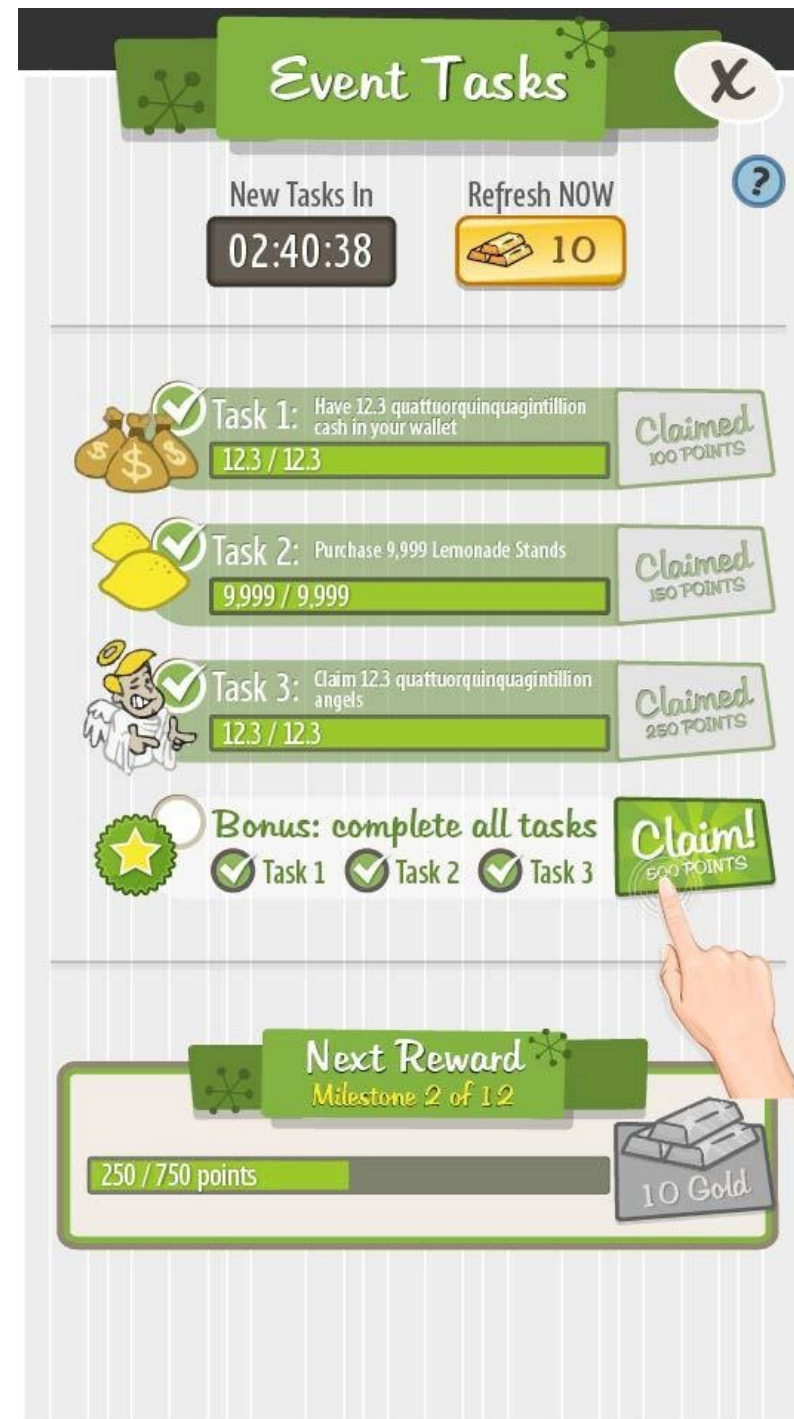 Event Tasks
X
?
New Tasks In
Refresh NOW
02:40:38
10
Task 1:
Have 12.3 quattuorquinquagintillion
cash in your wallet
12.3 / 12.3
Claimed
100 POINTS
Task 2:
Purchase 9,999 Lemonade Stands
9,999 / 9,999
Claimed
150 POINTS
Task 3:
Claim 12.3 quattuorquinquagintillion
angels
12.3 / 12.3
Claimed
250 POINTS
Bonus: complete all tasks
Task 1 Task 2 Task 3
Claim!
500 POINTS
Next Reward
Milestone 2 of 12
250 / 750 points
10 Gold